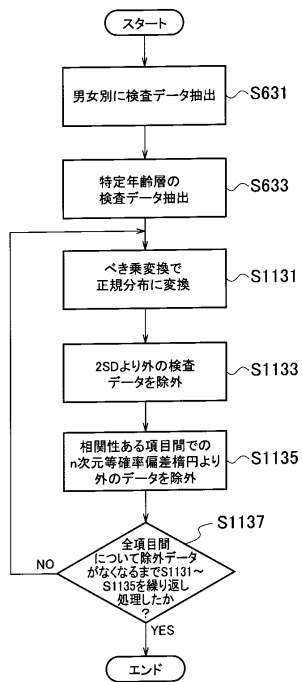 スタート
男女別に検査データ抽出
S631
特定年齢層の
検査データ抽出
S633
べき乗変換で
正規分布に変換
S1131
2SDより外の検査
データを除外
S1133
相関性ある項目間での
n次元等確率偏差楕円より
外のデータを除外
S1135
S1137
全項目間
について除外データ
がなくなるまでS1131～
S1135を繰り返し
処理したか
?
NO
YES
エンド